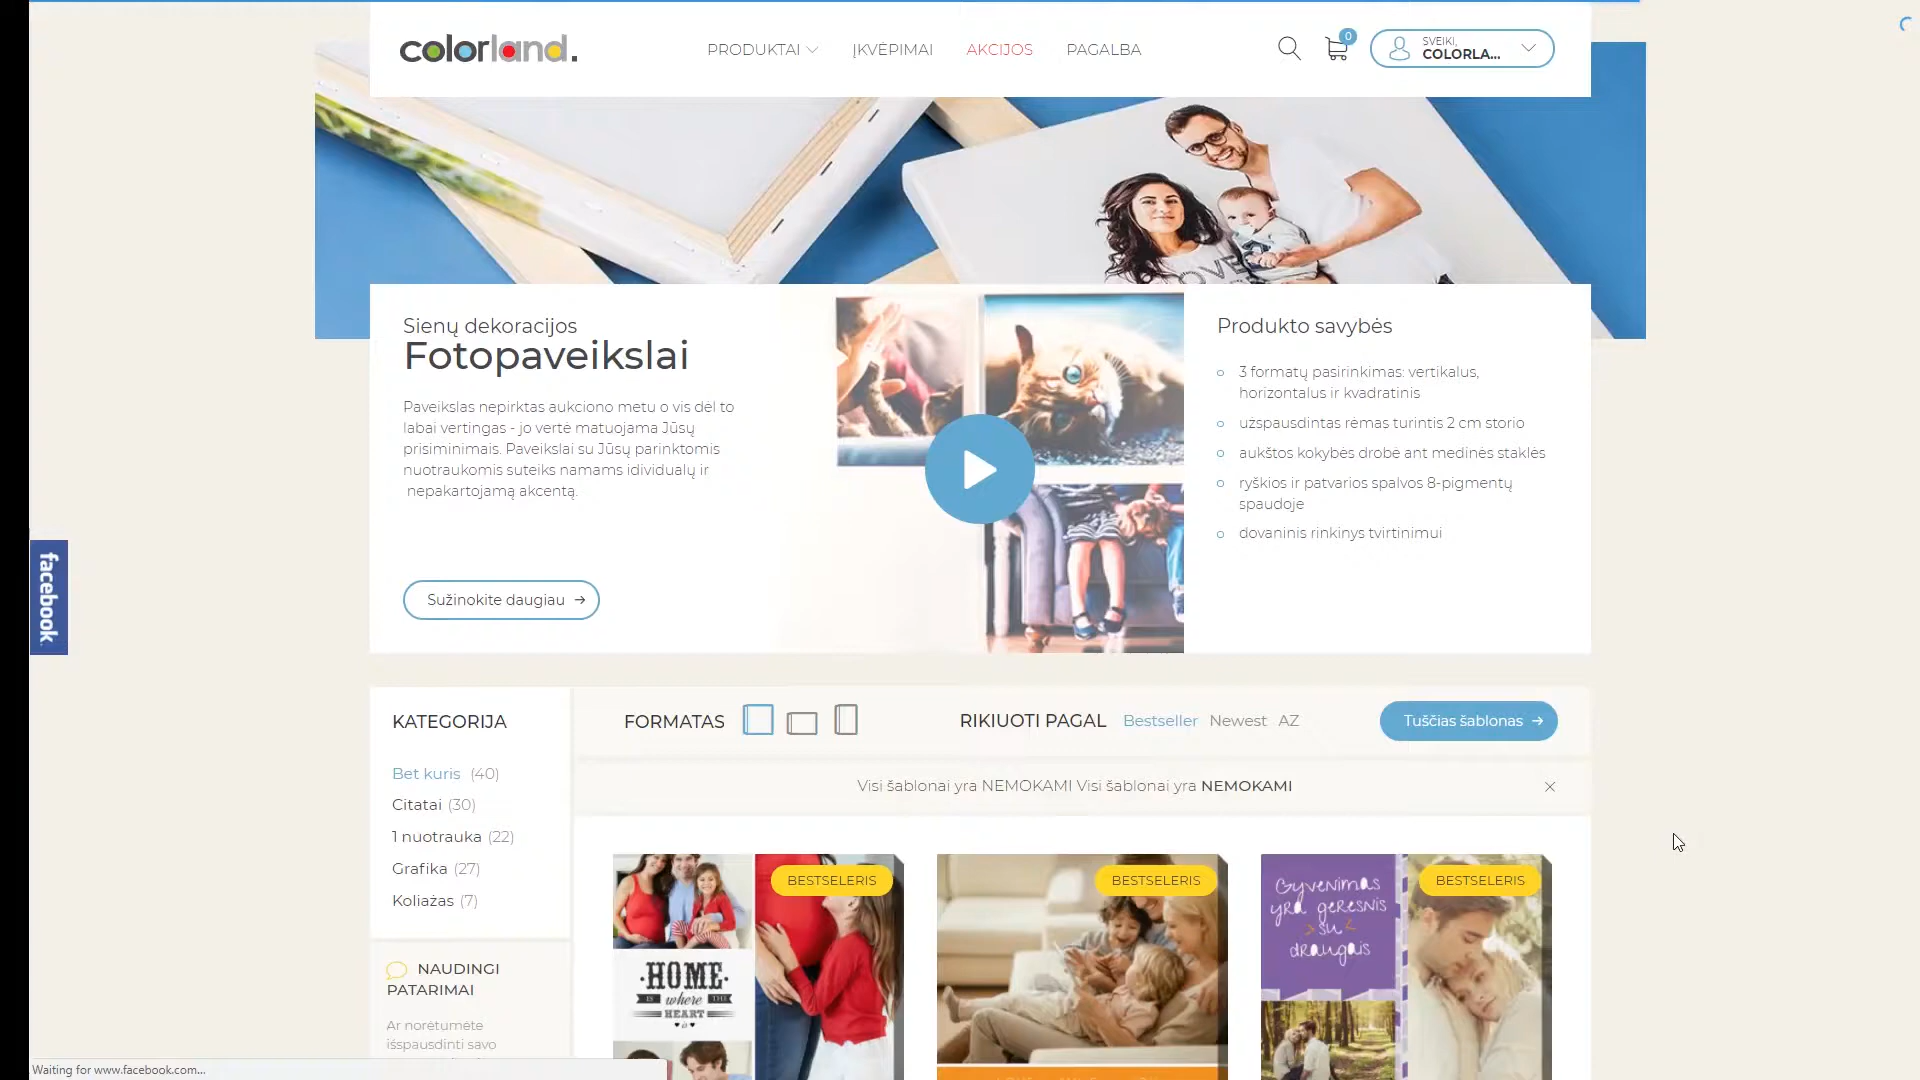 colorland.
PRODUKTAI
ĮKVĖPIMAI
AKCIJOS
PAGALBA
0
SVEIKI,
COLORLA...
LOVE
Sienų dekoracijos
Fotopaveikslai
Paveikslas nepirktas aukciono metu o vis dėl to
labai vertingas - jo vertė matuojama Jūsų
prisiminimais. Paveikslai su Jūsų parinktomis
nuotraukomis suteiks namams idividualų ir
nepakartojamą akcentą.
Sužinokite daugiau
Produkto savybės
3 formatų pasirinkimas: vertikalus,
horizontalus ir kvadratinis
užspausdintas rėmas turintis 2 cm storio
aukštos kokybės drobė ant medinės staklės
ryškios ir patvarios spalvos 8-pigmentų
spaudoje
dovaninis rinkinys tvirtinimui
facebook
KATEGORIJA
Bet kuris (40)
Citatai (30)
1 nuotrauka (22)
Grafika (27)
Koliažas (7)
NAUDINGI
PATARIMAI
Ar norėtumėte
išspausdinti savo
FORMATAS
RIKIUOTI PAGAL Bestseller Newest AZ
Tuščias šablonas
Visi šablonai yra NEMOKAMI Visi šablonai yra NEMOKAMI
BESTSELERIS
HOME
IS where THE
HEART
is
BESTSELERIS
BESTSELERIS
Gyvenimas
yra geresnis
su
draugais
Waiting for www.facebook.com...